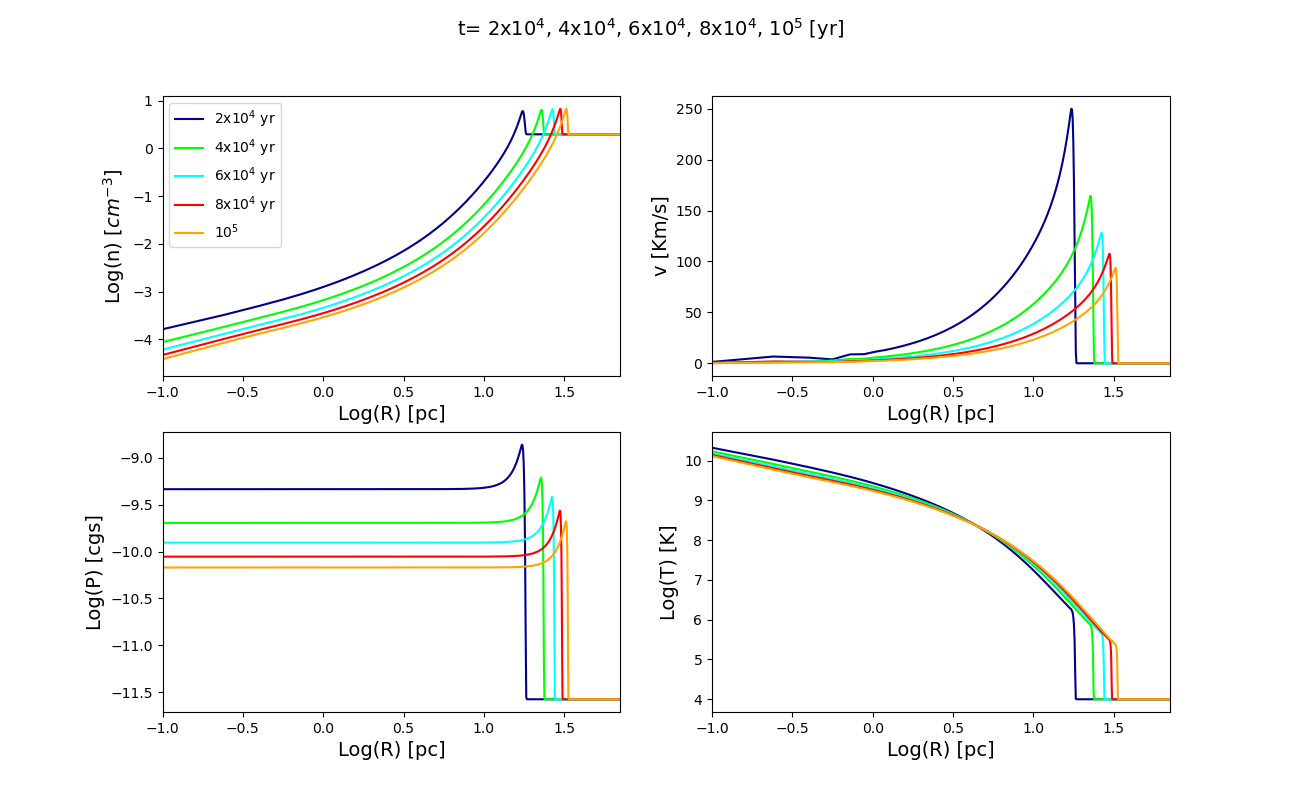 t= 2x10⁴, 4x10⁴, 6x10⁴, 8x10⁴, 10⁵ [yr]
Log(n) [cm⁻³]
1
0
−1
−2
−3
−4
2x10⁴ yr
4x10⁴ yr
6x10⁴ yr
8x10⁴ yr
10⁵
−1.0 −0.5 0.0 0.5 1.0 1.5
Log(R) [pc]
v [Km/s]
250
200
150
100
50
0
−1.0 −0.5 0.0 0.5 1.0 1.5
Log(R) [pc]
Log(P) [cgs]
−9.0
−9.5
−10.0
−10.5
−11.0
−11.5
−1.0 −0.5 0.0 0.5 1.0 1.5
Log(R) [pc]
Log(T) [K]
10
9
8
7
6
5
4
−1.0 −0.5 0.0 0.5 1.0 1.5
Log(R) [pc]